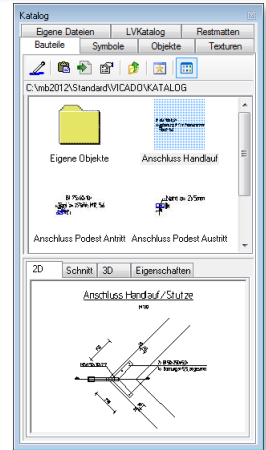 Katalog
Eigene Dateien LVKatalog Restmatten
Bauteile Symbole Objekte Texturen
C:\mb2012\Standard\VICADO\KATALOG
Eigene Objekte Anschluss Handlauf
Anschluss Podest Antritt Anschluss Podest Austritt
2D Schnitt 3D Eigenschaften
Anschluss Handlauf/Stutze